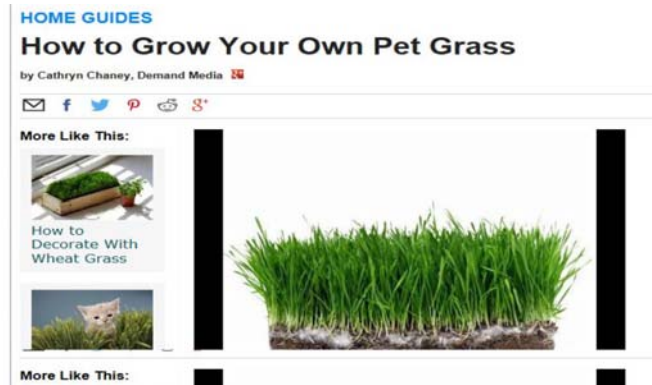 HOME GUIDES
How to Grow Your Own Pet Grass
by Cathryn Chaney, Demand Media
More Like This:
How to
Decorate With
Wheat Grass
More Like This: